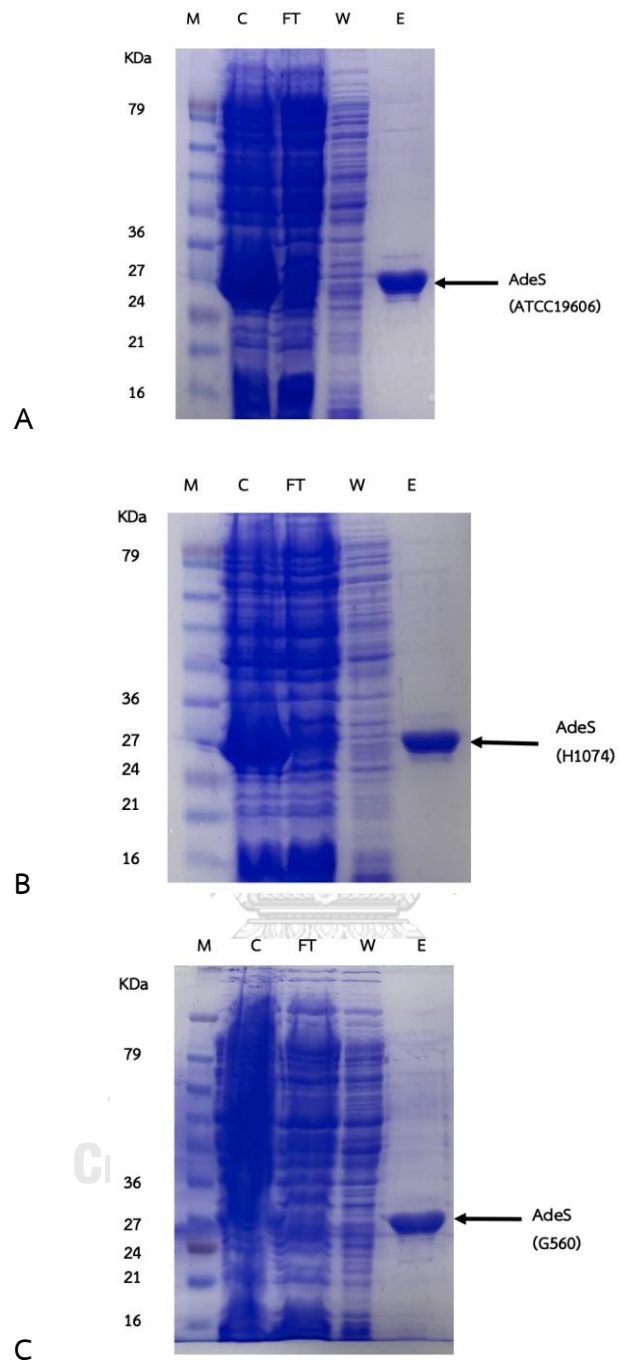 M C FT W E
KDa
79
36
27
24
21
16
AdeS
(ATCC19606)
A
M C FT W E
KDa
79
36
27
24
21
16
AdeS
(H1074)
B
M C FT W E
KDa
79
36
27
24
21
16
AdeS
(G560)
C